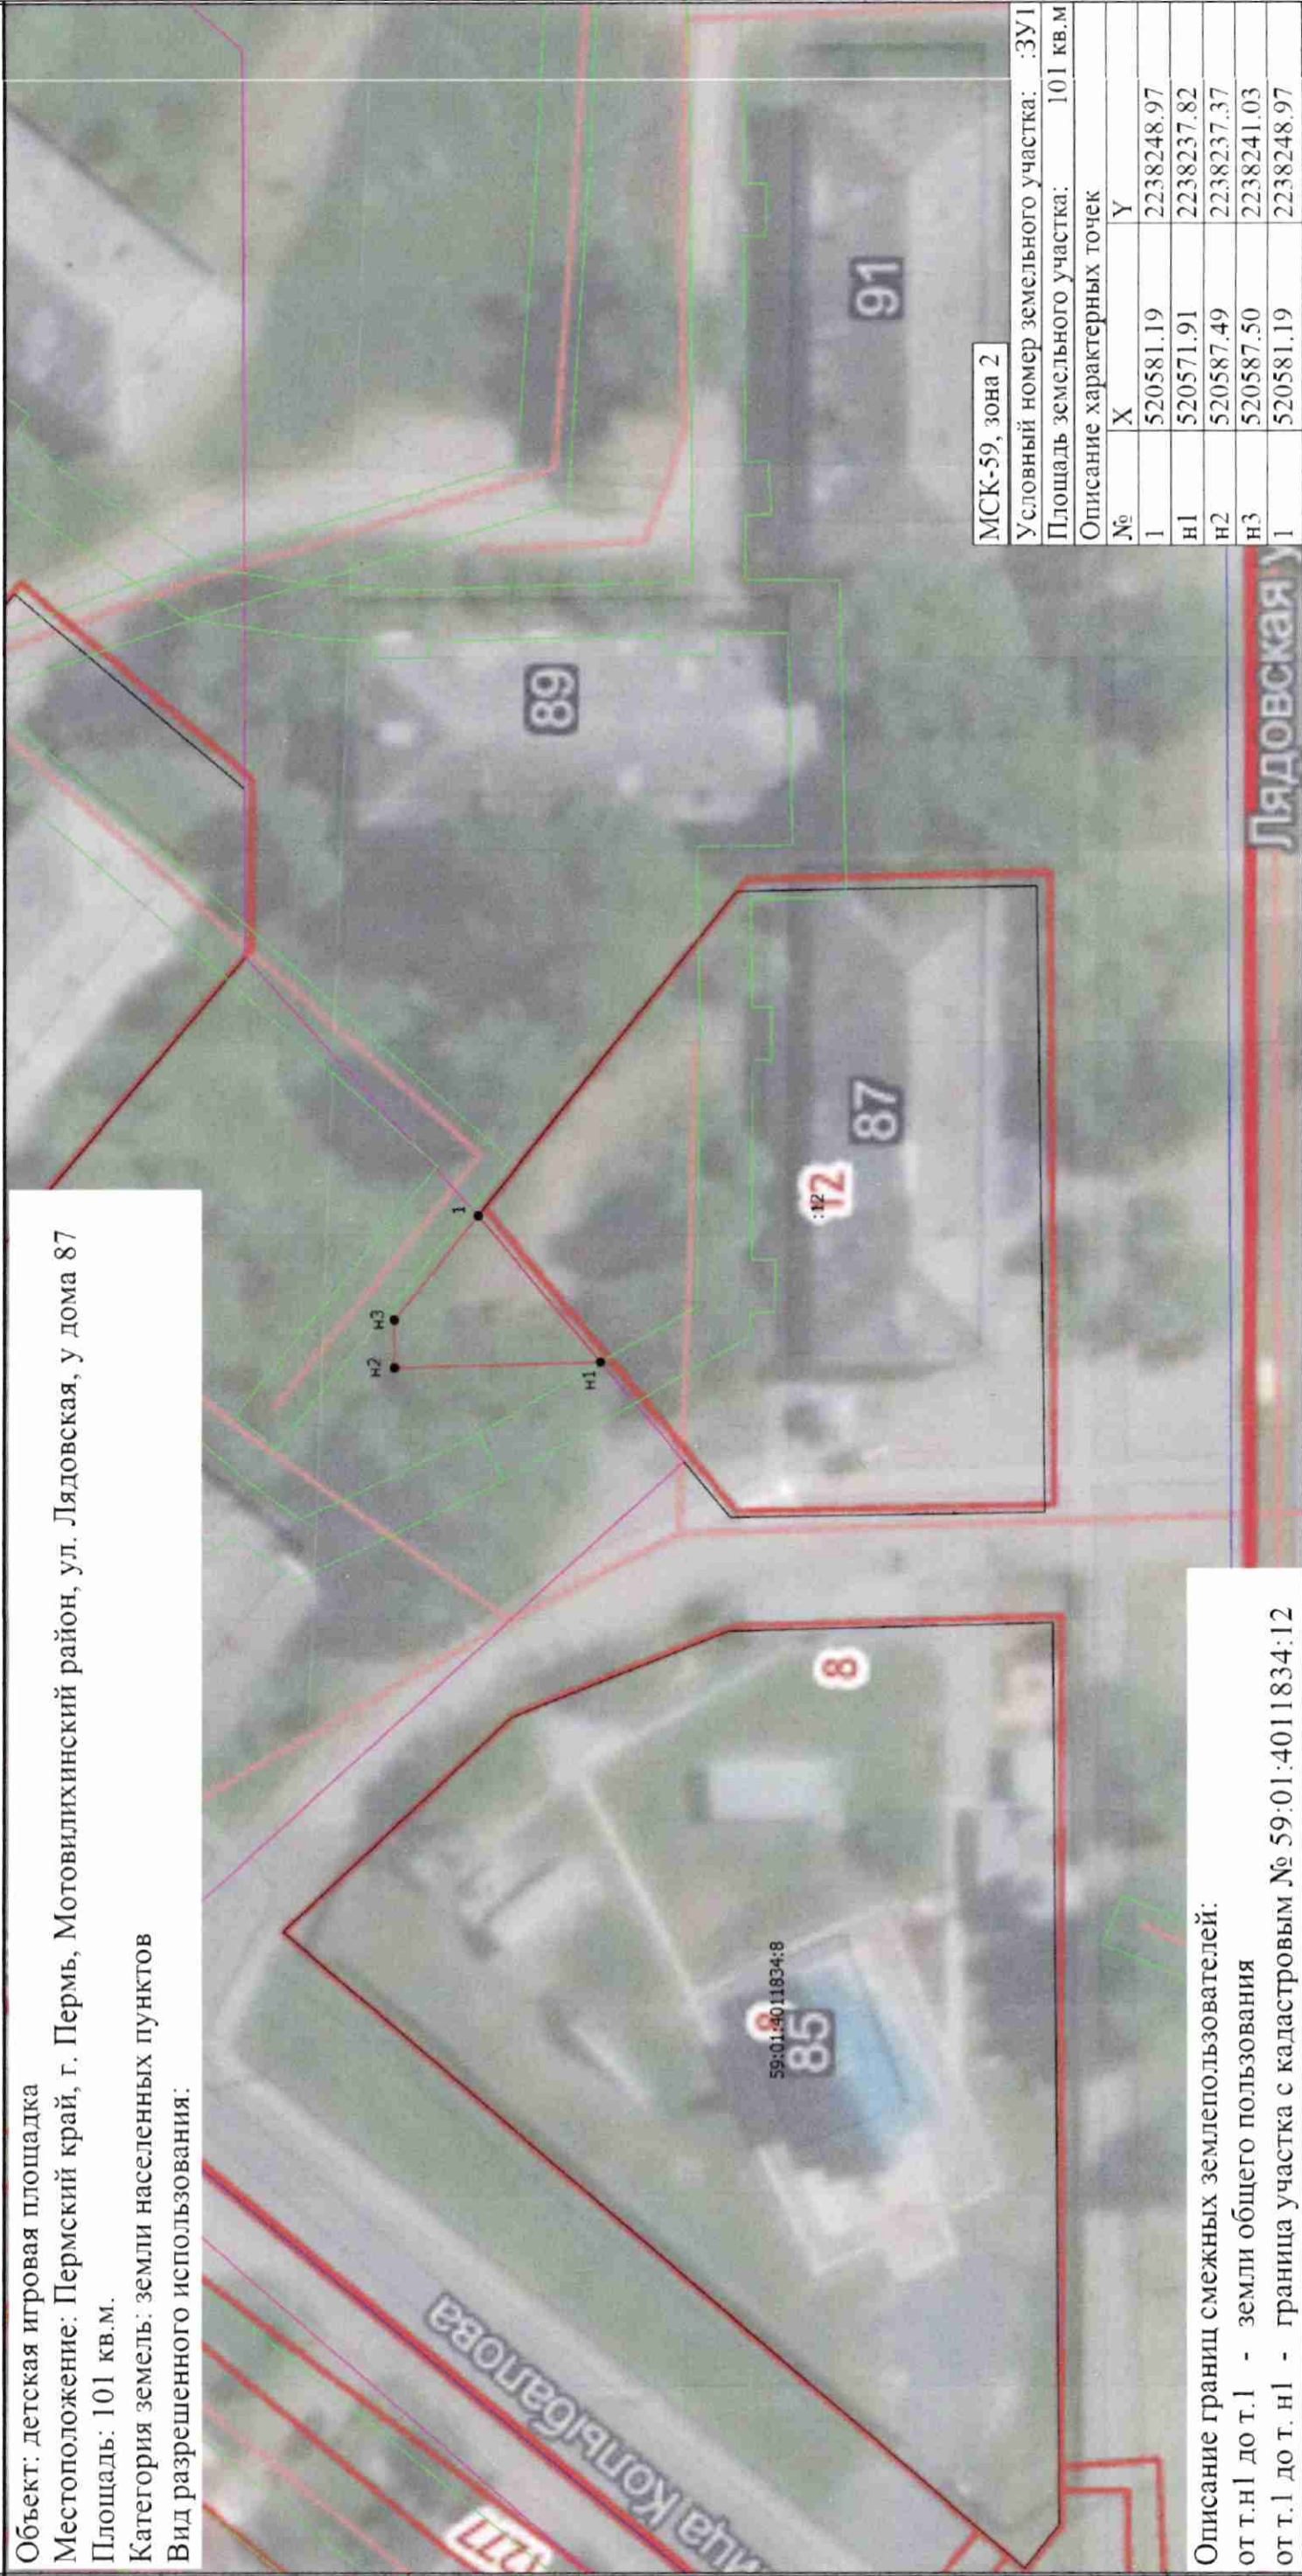 Объект: детская игровая площадка
Местоположение: Пермский край, г. Пермь, Мотовилихинский район, ул. Лядовская, у дома 87
Площадь: 101 кв.м.
Категория земель: земли населенных пунктов
Вид разрешенного использования:
н2
н3
1
н1
89
91
87
12
:12
8
8
59:01:4011834:8
85
1277
ица Колыбалова
Лядовская у
МСК-59, зона 2
Условный номер земельного участка: :ЗУ1
Площадь земельного участка: 101 кв.м
Описание характерных точек
№ X Y
1 520581.19 2238248.97
н1 520571.91 2238237.82
н2 520587.49 2238237.37
н3 520587.50 2238241.03
1 520581.19 2238248.97
Описание границ смежных землепользователей:
от т.н1 до т.1 - земли общего пользования
от т.1 до т. н1 - граница участка с кадастровым № 59:01:4011834:12